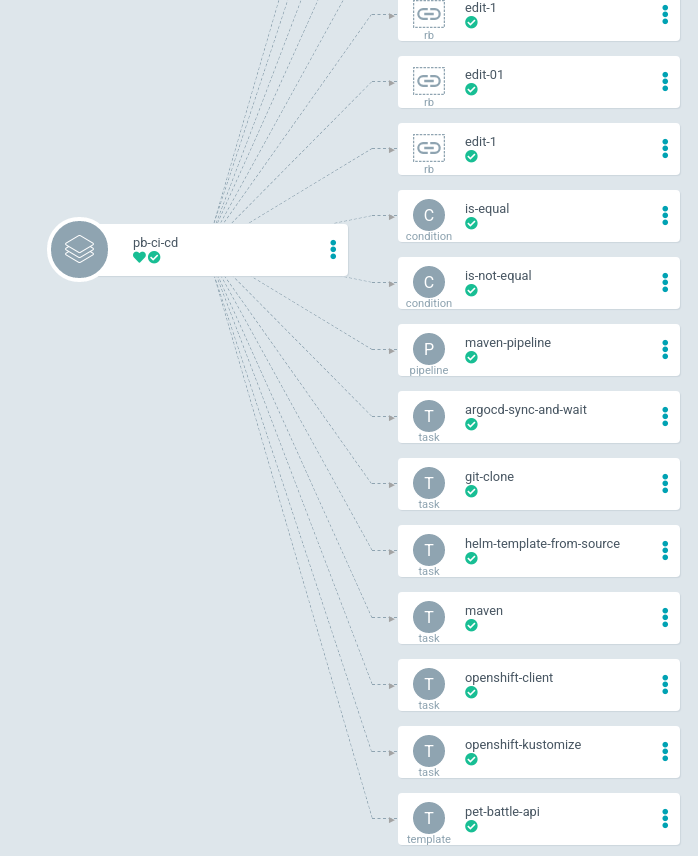 edit-1
rb
edit-01
rb
edit-1
rb
C
is-equal
condition
pb-ci-cd
C
is-not-equal
condition
P
maven-pipeline
pipeline
T
argocd-sync-and-wait
task
T
git-clone
task
T
helm-template-from-source
task
T
maven
task
T
openshift-client
task
T
openshift-kustomize
task
T
pet-battle-api
template